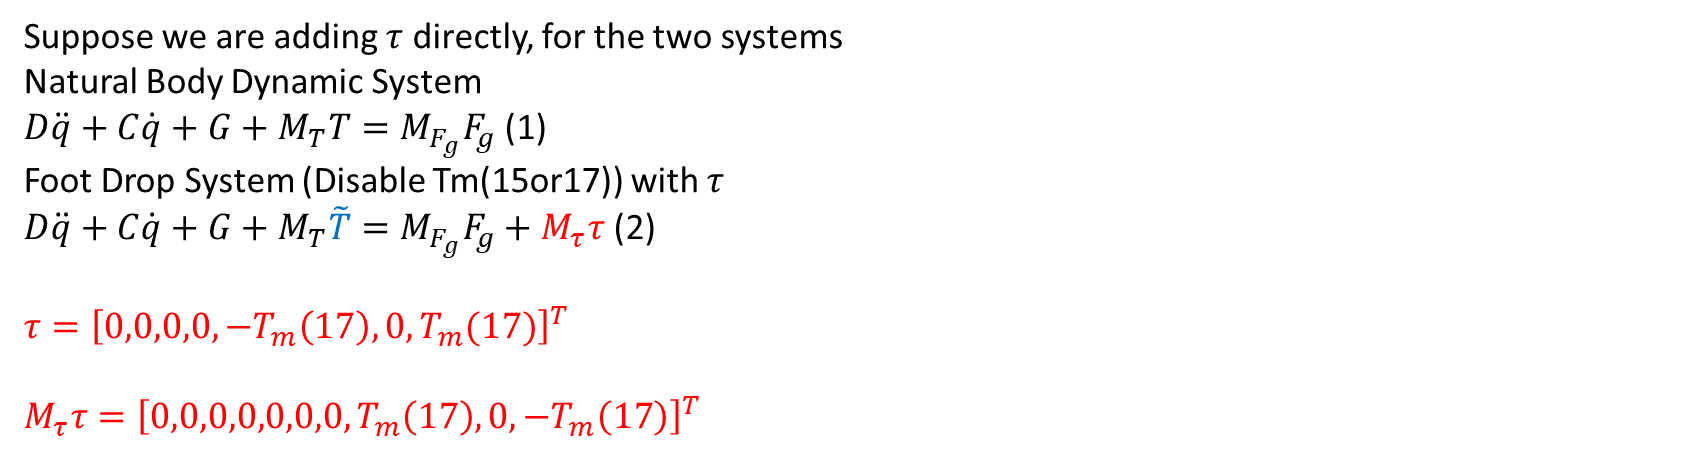 Suppose we are adding τ directly, for the two systems
Natural Body Dynamic System
Dq̈ + Cq̇ + G + M_T T = M_{F_g} F_g (1)
Foot Drop System (Disable Tm(15or17)) with τ
Dq̈ + Cq̇ + G + M_T T̃ = M_{F_g} F_g + M_τ τ (2)
τ = [0,0,0,0, −T_m(17), 0, T_m(17)]^T
M_τ τ = [0,0,0,0,0,0,0, T_m(17), 0, −T_m(17)]^T